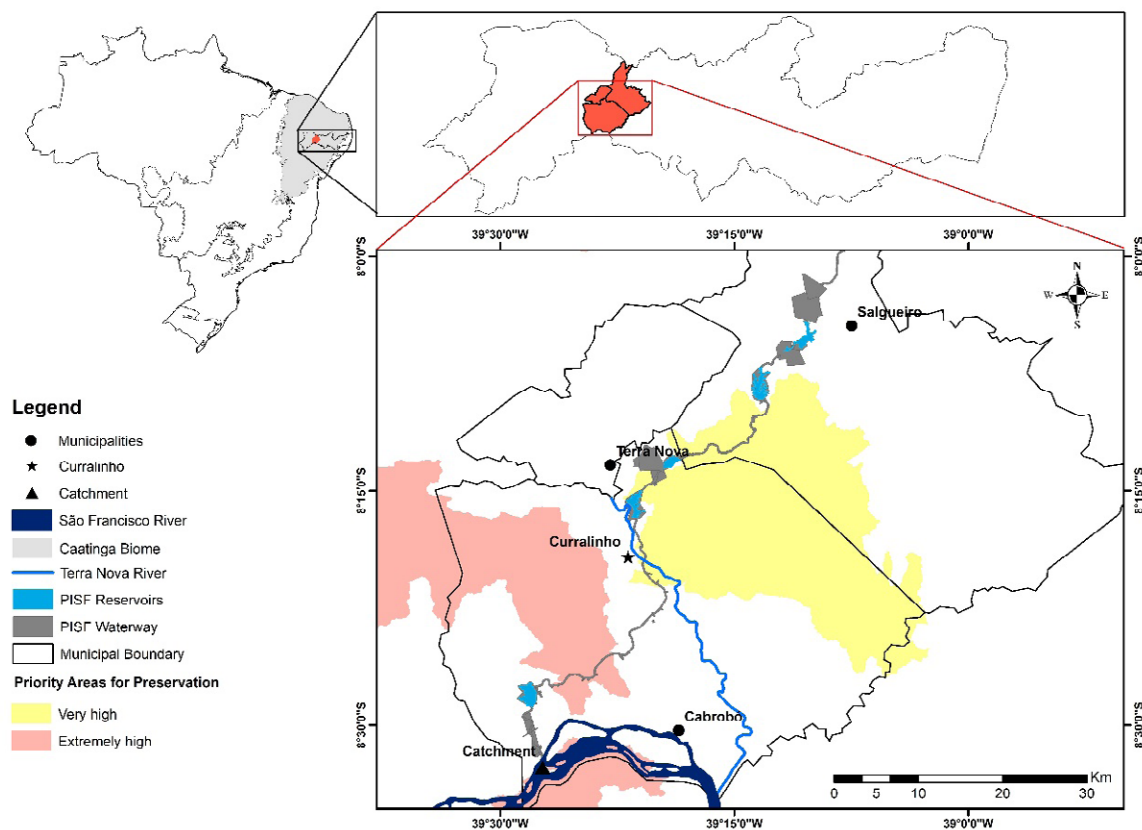 39°30'0"W 39°15'0"W 39°0'0"W
8°0'0"S 8°0'0"S
N
W E
S
Salgueiro
Legend
Municipalities
Terra Nova
Curralinho
Catchment
8°15'0"S 8°15'0"S
São Francisco River
Caatinga Biome
Curralinho
Terra Nova River
PISF Reservoirs
PISF Waterway
Municipal Boundary
Priority Areas for Preservation
Very high
Extremely high
Cabrobo
8°30'0"S 8°30'0"S
Catchment
Km
0 5 10 20 30
39°30'0"W 39°15'0"W 39°0'0"W